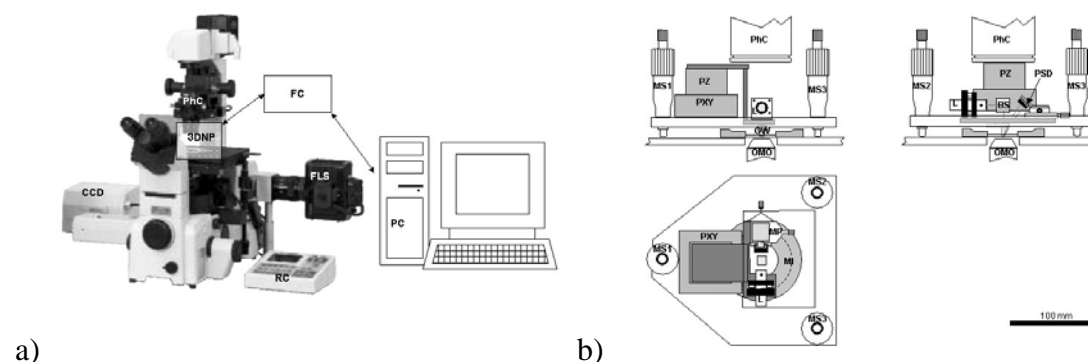 PhC
3DNP
FC
CCD
FLS
PC
RC
a)
PhC
MS1
PZ
PXY
MS3
L
OW
OMO
PhC
MS2
PZ
PSD
MS3
L
BS
OMO
MS2
PXY
MP
MS1
MI
L
MS3
100 mm
b)